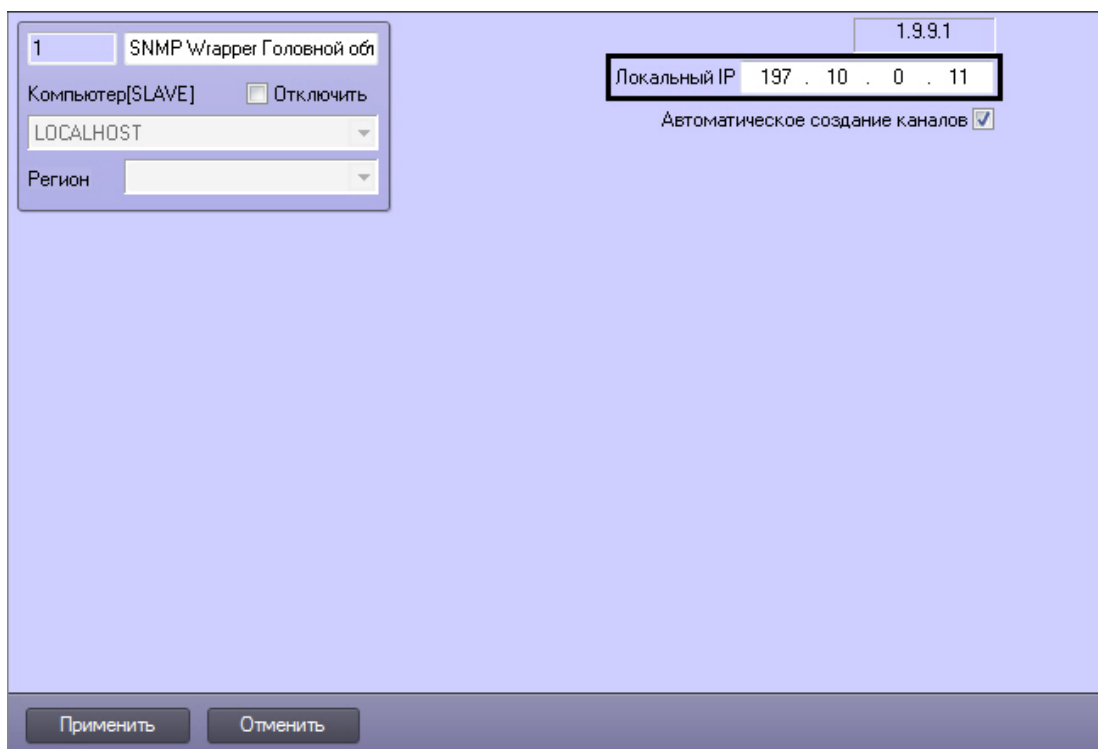 1 SNMP Wrapper Головной
Компьютер[SLAVE] Отключить
LOCALHOST
Регион
1.9.9.1
Локальный IP 197 . 10 . 0 . 11
Автоматическое создание каналов
Применить Отменить